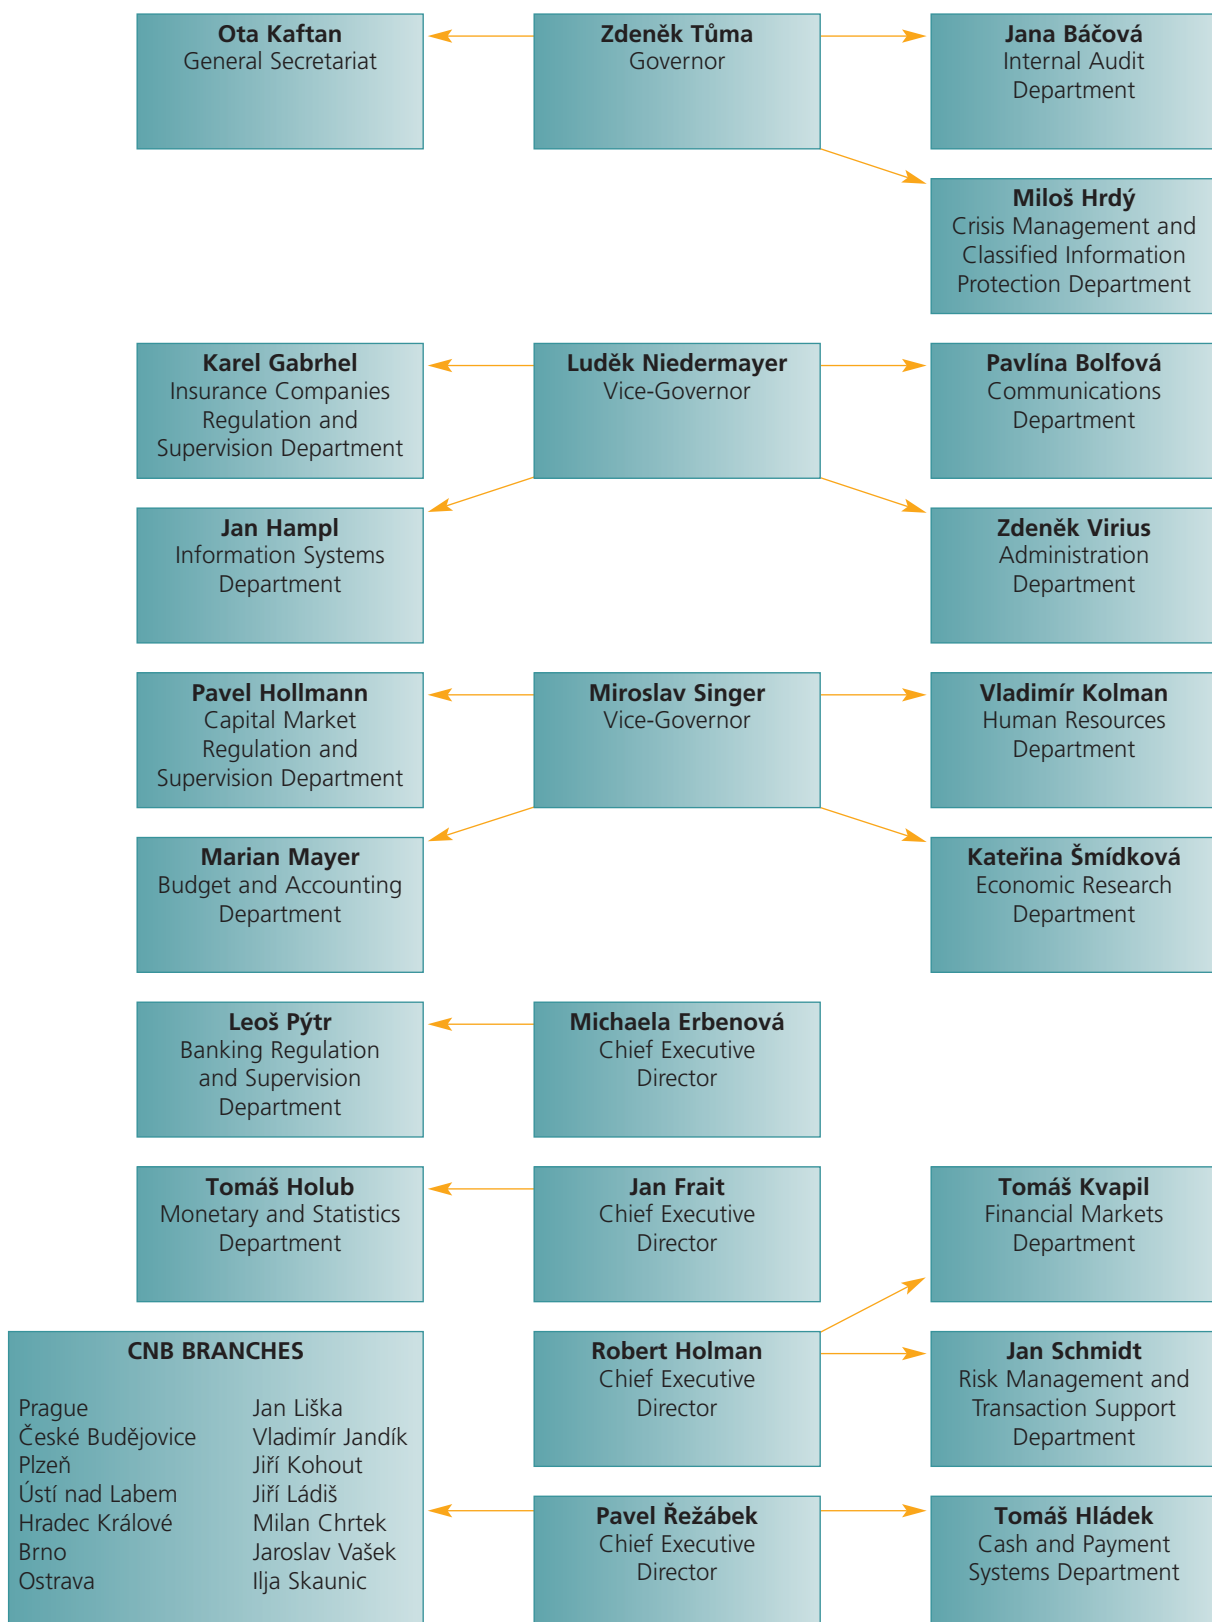 Ota Kaftan
General Secretariat
Zdeněk Tůma
Governor
Jana Báčová
Internal Audit
Department
Miloš Hrdý
Crisis Management and
Classified Information
Protection Department
Karel Gabrhel
Insurance Companies
Regulation and
Supervision Department
Luděk Niedermayer
Vice-Governor
Pavlína Bolfová
Communications
Department
Jan Hampl
Information Systems
Department
Zdeněk Virius
Administration
Department
Pavel Hollmann
Capital Market
Regulation and
Supervision Department
Miroslav Singer
Vice-Governor
Vladimír Kolman
Human Resources
Department
Marian Mayer
Budget and Accounting
Department
Kateřina Šmídková
Economic Research
Department
Leoš Pýtr
Banking Regulation
and Supervision
Department
Michaela Erbenová
Chief Executive
Director
Tomáš Holub
Monetary and Statistics
Department
Jan Frait
Chief Executive
Director
Tomáš Kvapil
Financial Markets
Department
CNB BRANCHES
Prague Jan Liška
České Budějovice Vladimír Jandík
Plzeň Jiří Kohout
Ústí nad Labem Jiří Ládiš
Hradec Králové Milan Chrtek
Brno Jaroslav Vašek
Ostrava Ilja Skaunic
Robert Holman
Chief Executive
Director
Jan Schmidt
Risk Management and
Transaction Support
Department
Pavel Řežábek
Chief Executive
Director
Tomáš Hládek
Cash and Payment
Systems Department